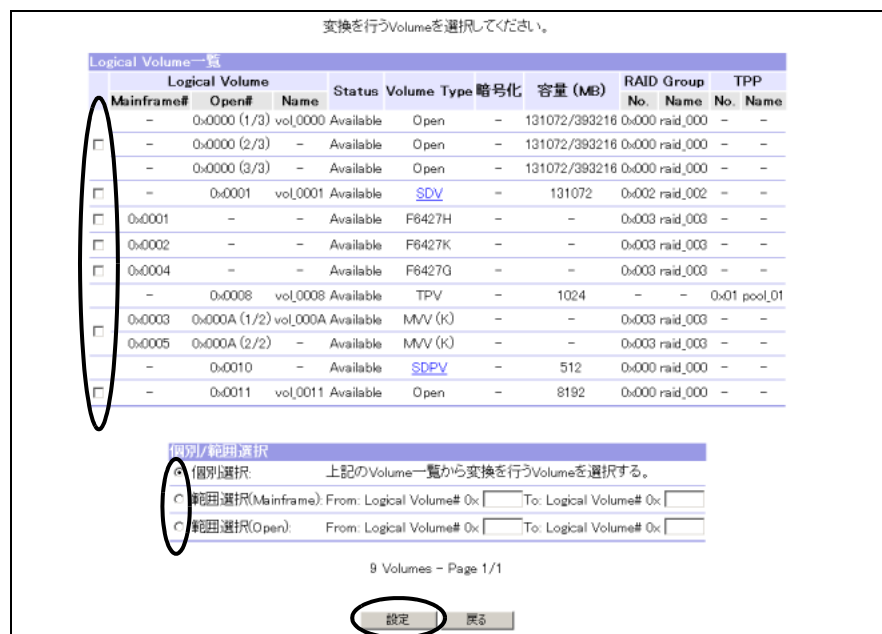 変換を行うVolumeを選択してください。
Logical Volume一覧
Logical Volume Status Volume Type 暗号化 容量 (MB) RAID Group TPP
Mainframe# Open# Name No. Name No. Name
- 0x0000 (1/3) vol_0000 Available Open - 131072/393216 0x000 raid_000 - -
- 0x0000 (2/3) - Available Open - 131072/393216 0x000 raid_000 - -
- 0x0000 (3/3) - Available Open - 131072/393216 0x000 raid_000 - -
- 0x0001 vol_0001 Available SDV - 131072 0x002 raid_002 - -
0x0001 - - Available F6427H - - 0x003 raid_003 - -
0x0002 - - Available F6427K - - 0x003 raid_003 - -
0x0004 - - Available F6427G - - 0x003 raid_003 - -
- 0x0008 vol_0008 Available TPV - 1024 - - 0x01 pool_01
0x0003 0x000A (1/2) vol_000A Available MVV (K) - - 0x003 raid_003 - -
0x0005 0x000A (2/2) - Available MVV (K) - - 0x003 raid_003 - -
- 0x0010 - Available SDPV - 512 0x000 raid_000 - -
- 0x0011 vol_0011 Available Open - 8192 0x000 raid_000 - -
個別/範囲選択
個別選択: 上記のVolume一覧から変換を行うVolumeを選択する。
範囲選択(Mainframe): From: Logical Volume# 0x To: Logical Volume# 0x
範囲選択(Open): From: Logical Volume# 0x To: Logical Volume# 0x
9 Volumes - Page 1/1
設定 戻る